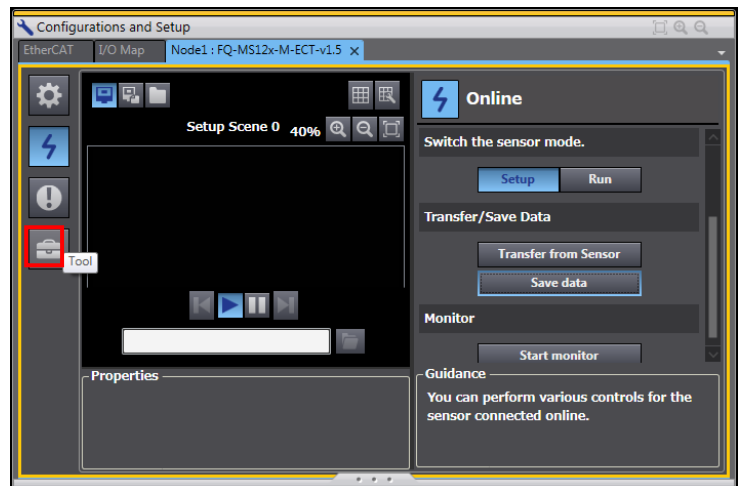 Configurations and Setup
EtherCAT I/O Map Node1 : FQ-MS12x-M-ECT-v1.5 x
Setup Scene 0 40%
Tool
Properties
Online
Switch the sensor mode.
Setup Run
Transfer/Save Data
Transfer from Sensor
Save data
Monitor
Start monitor
Guidance
You can perform various controls for the
sensor connected online.